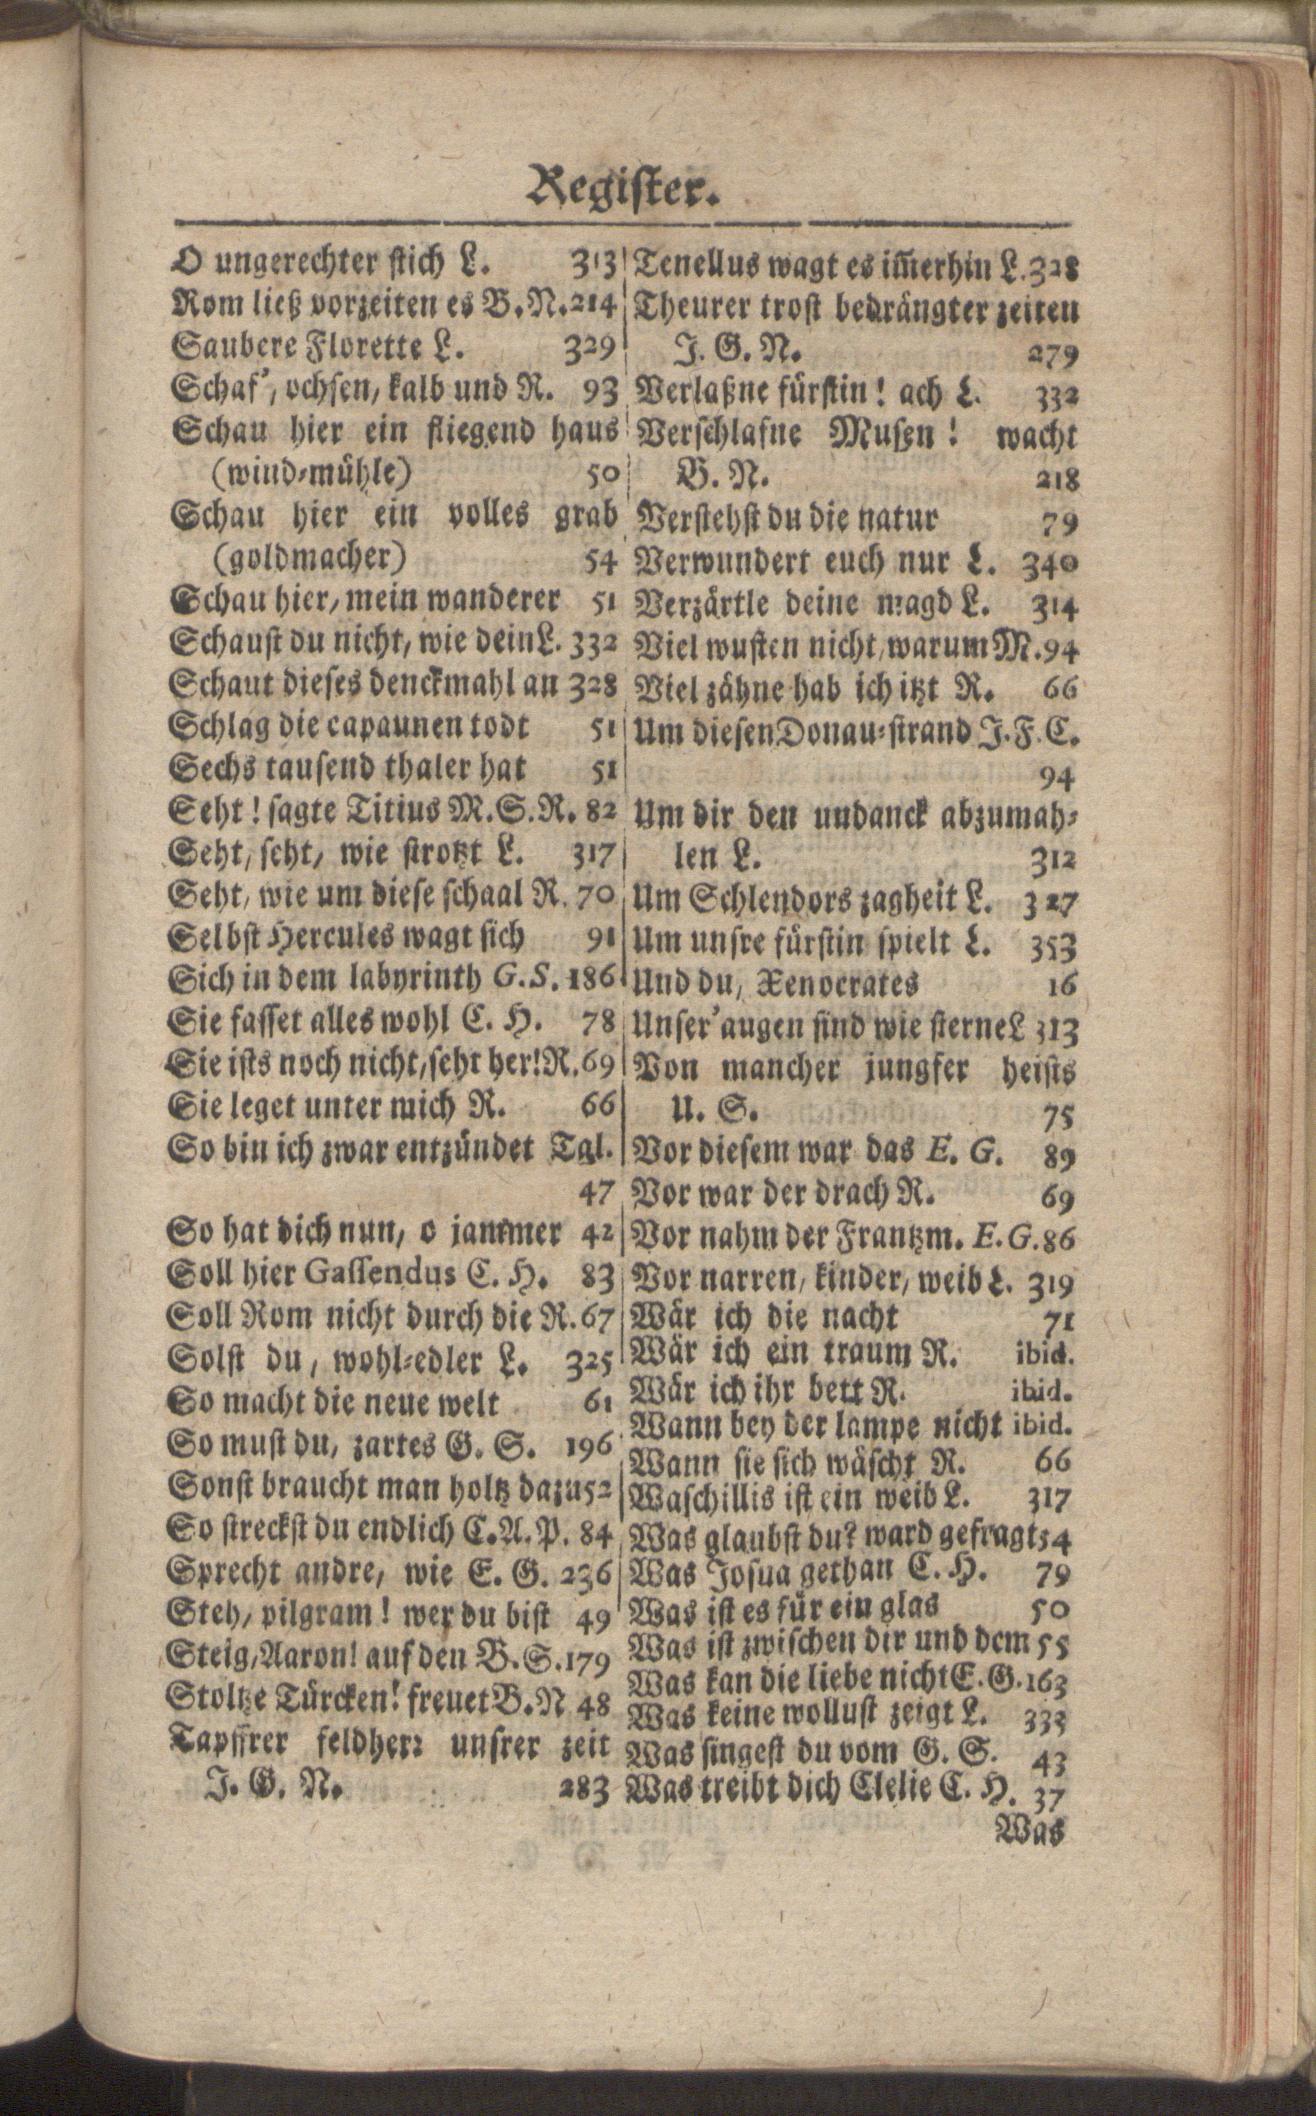 Register.
O ungerechter stich L. 313
Rom ließ vorzeiten es B. N. 214
Saubere Florette L. 329
Schaf’, ochsen, kalb und R. 93
Schau hier ein fliegend haus
(wind-mühle) 50
Schau hier ein volles grab
(goldmacher) 54
Schau hier, mein wanderer 51
Schaust du nicht, wie dein L. 332
Schaut dieses denckmahl an 328
Schlag die capaunen todt 51
Sechs tausend thaler hat 51
Seht! sagte Titius M. S. R. 82
Seht, seht, wie strotzt L. 317
Seht, wie um diese schaal R. 70
Selbst Hercules wagt sich 91
Sich in dem labyrinth G. S. 186
Sie fasset alles wohl C. H. 78
Sie ists noch nicht, seht her! R. 69
Sie leget unter mich R. 66
So bin ich zwar entzündet Tgl.
47
So hat dich nun, o jammer 42
Soll hier Gassendus C. H. 83
Soll Rom nicht durch die R. 67
Solst du, wohl-edler L. 325
So macht die neue welt 61
So must du, zartes G. S. 196
Sonst braucht man holtz dazu 52
So streckst du endlich C. A. P. 84
Sprecht andre, wie E. G. 236
Steh, pilgram! wer du bist 49
Steig, Aaron! auf den B. S. 179
Stoltze Türcken! freuet B. N 48
Tapffrer feldherr unsrer zeit
J. G. N. 283
Tenellus wagt es im̃erhin L. 328
Theurer trost bedrängter zeiten
J. G. N. 279
Verlaßne fürstin! ach L. 332
Verschlafne Musen! wacht
B. N. 218
Verstehst du die natur 79
Verwundert euch nur L. 340
Verzärtle deine magd L. 314
Viel wusten nicht, warum M. 94
Viel zähne hab ich itzt R. 66
Um diesen Donau-strand J. F. C.
94
Um dir den undanck abzumah-
len L. 312
Um Schlendors zagheit L. 327
Um unsre fürstin spielt L. 353
Und du, Xenocrates 16
Unser’ augen sind wie sterne L 313
Von mancher jungfer heists
U. S. 75
Vor diesem war das E. G. 89
Vor war der drach R. 69
Vor nahm der Frantzm. E. G. 86
Vor narren, kinder, weib L. 319
Wär ich die nacht 71
Wär ich ein traum R. ibid.
Wär ich ihr bett R. ibid.
Wann bey der lampe nicht ibid.
Wann sie sich wäscht R. 66
Waschillis ist ein weib L. 317
Was glaubst du? ward gefragt 54
Was Josua gethan C. H. 79
Was ist es für ein glas 50
Was ist zwischen dir und dem 55
Was kan die liebe nicht E. G. 163
Was keine wollust zeigt L. 333
Was singest du vom G. S. 43
Was treibt dich Clelie C. H. 37
Was